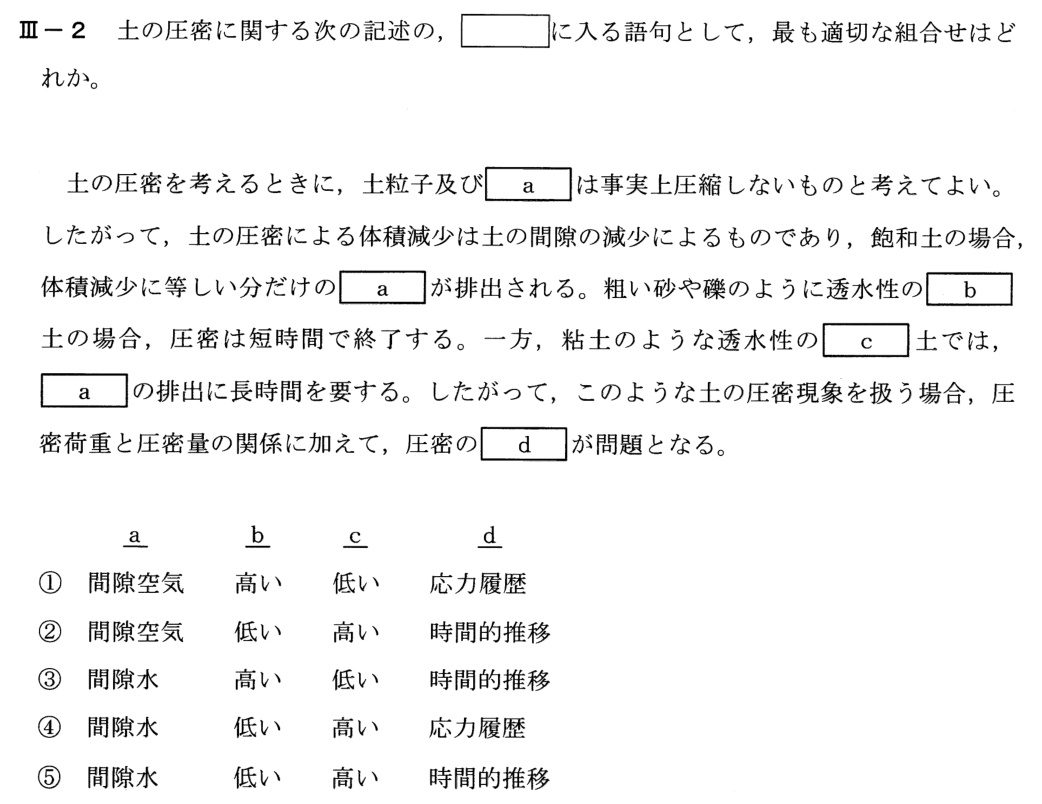 Ⅲ－2　土の圧密に関する次の記述の，　　　に入る語句として，最も適切な組合せはど
れか。
土の圧密を考えるときに，土粒子及び a は事実上圧縮しないものと考えてよい。
したがって，土の圧密による体積減少は土の間隙の減少によるものであり，飽和土の場合，
体積減少に等しい分だけの a が排出される。粗い砂や礫のように透水性の b
土の場合，圧密は短時間で終了する。一方，粘土のような透水性の c 土では，
a の排出に長時間を要する。したがって，このような土の圧密現象を扱う場合，圧
密荷重と圧密量の関係に加えて，圧密の d が問題となる。
a　b　c　d
①　間隙空気　高い　低い　応力履歴
②　間隙空気　低い　高い　時間的推移
③　間隙水　高い　低い　時間的推移
④　間隙水　低い　高い　応力履歴
⑤　間隙水　低い　高い　時間的推移